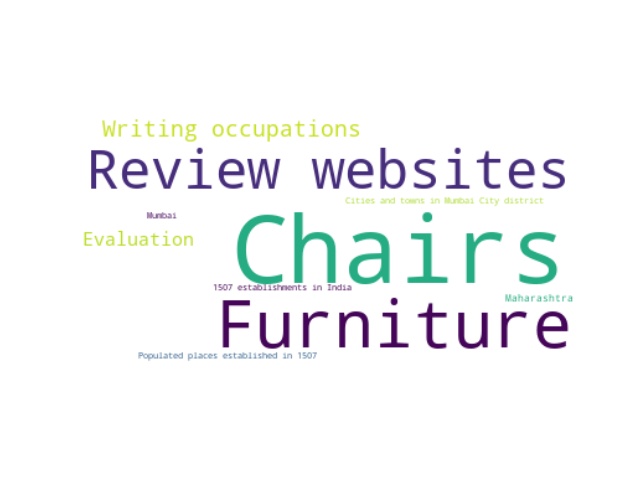 Writing occupations
Review websites
Cities and towns in Mumbai City district
Mumbai
Chairs
Evaluation
1507 establishments in India
Maharashtra
Furniture
Populated places established in 1507